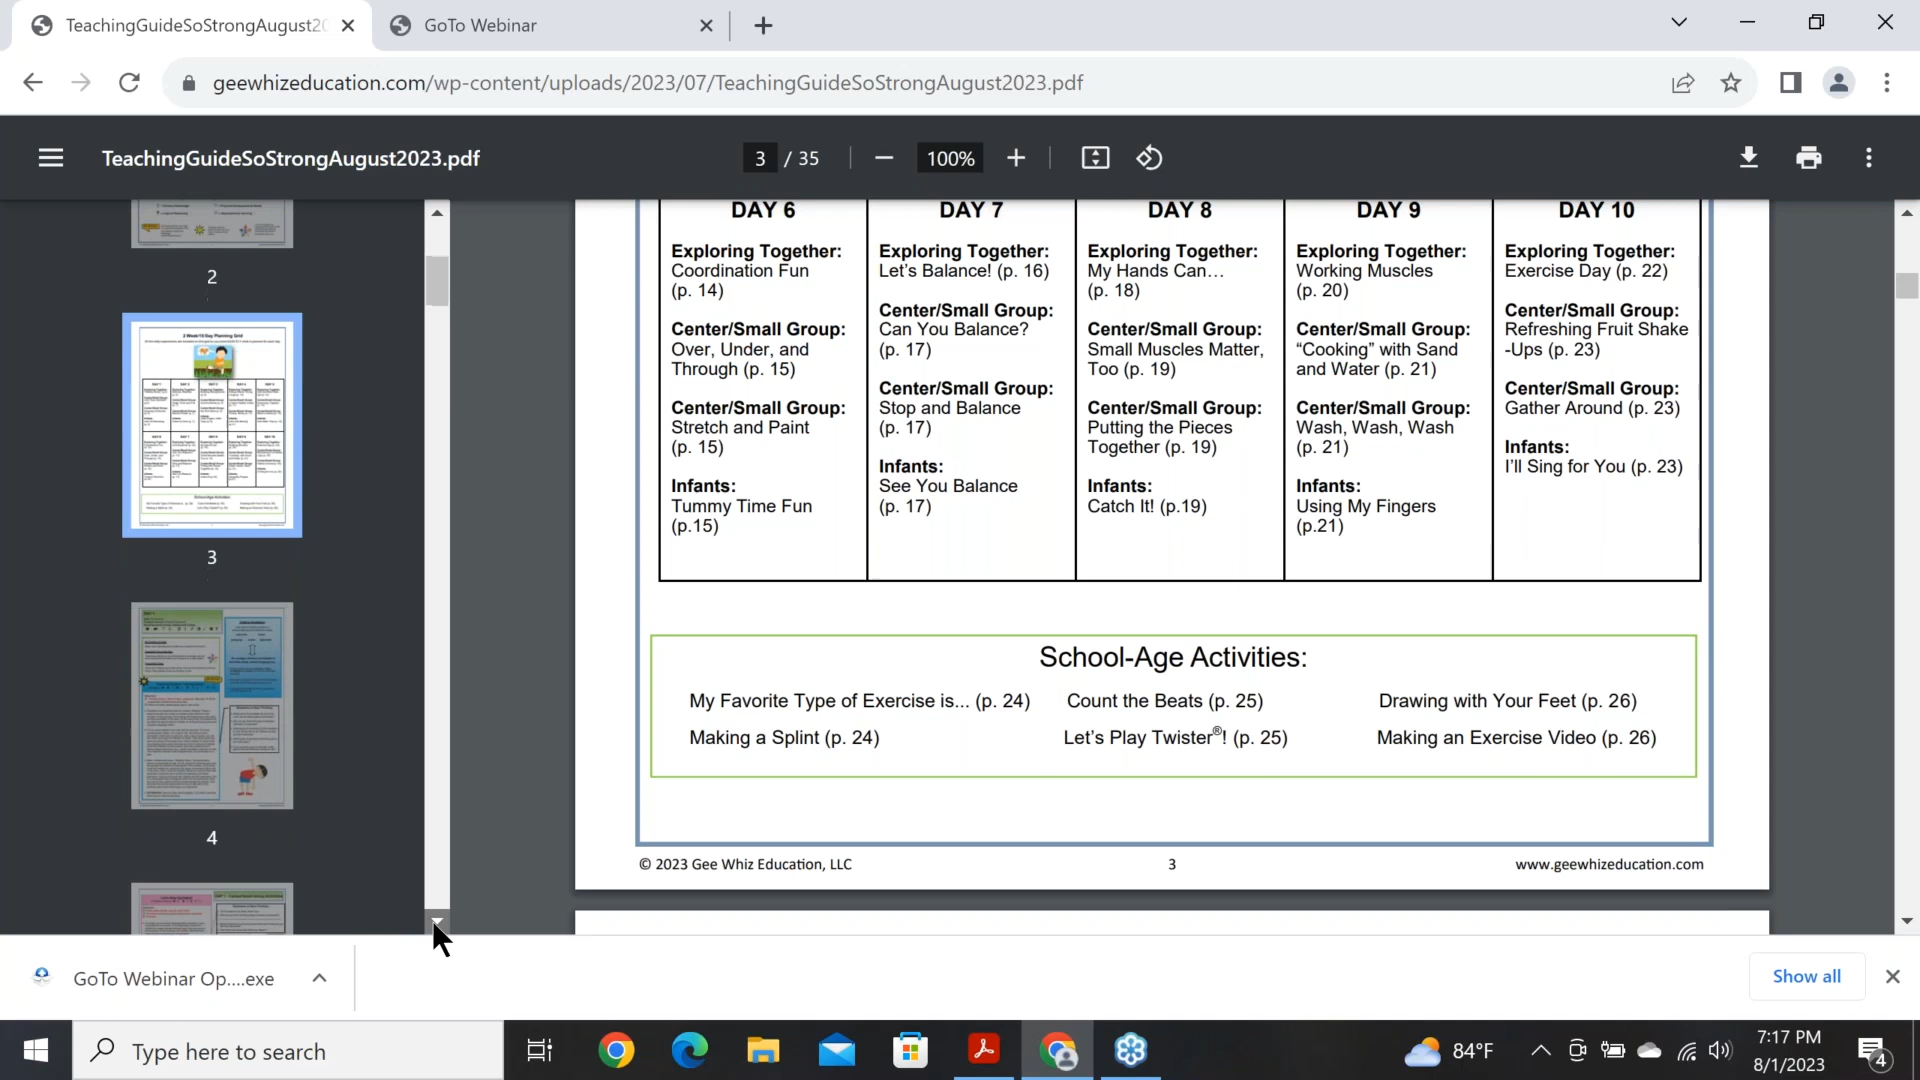 TeachingGuideSoStrongAugust20
GoTo Webinar
geewhizeducation.com/wp-content/uploads/2023/07/TeachingGuideSoStrongAugust2023.pdf
TeachingGuideSoStrongAugust2023.pdf
3 / 35
100%
2
2 Week/10 Day Planning Grid
3
4
DAY 6
Exploring Together:
Coordination Fun
(p. 14)
Center/Small Group:
Over, Under, and
Through (p. 15)
Center/Small Group:
Stretch and Paint
(p. 15)
Infants:
Tummy Time Fun
(p.15)
DAY 7
Exploring Together:
Let's Balance! (p. 16)
Center/Small Group:
Can You Balance?
(p. 17)
Center/Small Group:
Stop and Balance
(p. 17)
Infants:
See You Balance
(p. 17)
DAY 8
Exploring Together:
My Hands Can…
(p. 18)
Center/Small Group:
Small Muscles Matter,
Too (p. 19)
Center/Small Group:
Putting the Pieces
Together (p. 19)
Infants:
Catch It! (p.19)
DAY 9
Exploring Together:
Working Muscles
(p. 20)
Center/Small Group:
“Cooking” with Sand
and Water (p. 21)
Center/Small Group:
Wash, Wash, Wash
(p. 21)
Infants:
Using My Fingers
(p.21)
DAY 10
Exploring Together:
Exercise Day (p. 22)
Center/Small Group:
Refreshing Fruit Shake
-Ups (p. 23)
Center/Small Group:
Gather Around (p. 23)
Infants:
I'll Sing for You (p. 23)
School-Age Activities:
My Favorite Type of Exercise is... (p. 24)
Count the Beats (p. 25)
Drawing with Your Feet (p. 26)
Making a Splint (p. 24)
Let's Play Twister®! (p. 25)
Making an Exercise Video (p. 26)
© 2023 Gee Whiz Education, LLC
3
www.geewhizeducation.com
GoTo Webinar Op....exe
Show all
Type here to search
84°F
7:17 PM
8/1/2023
4